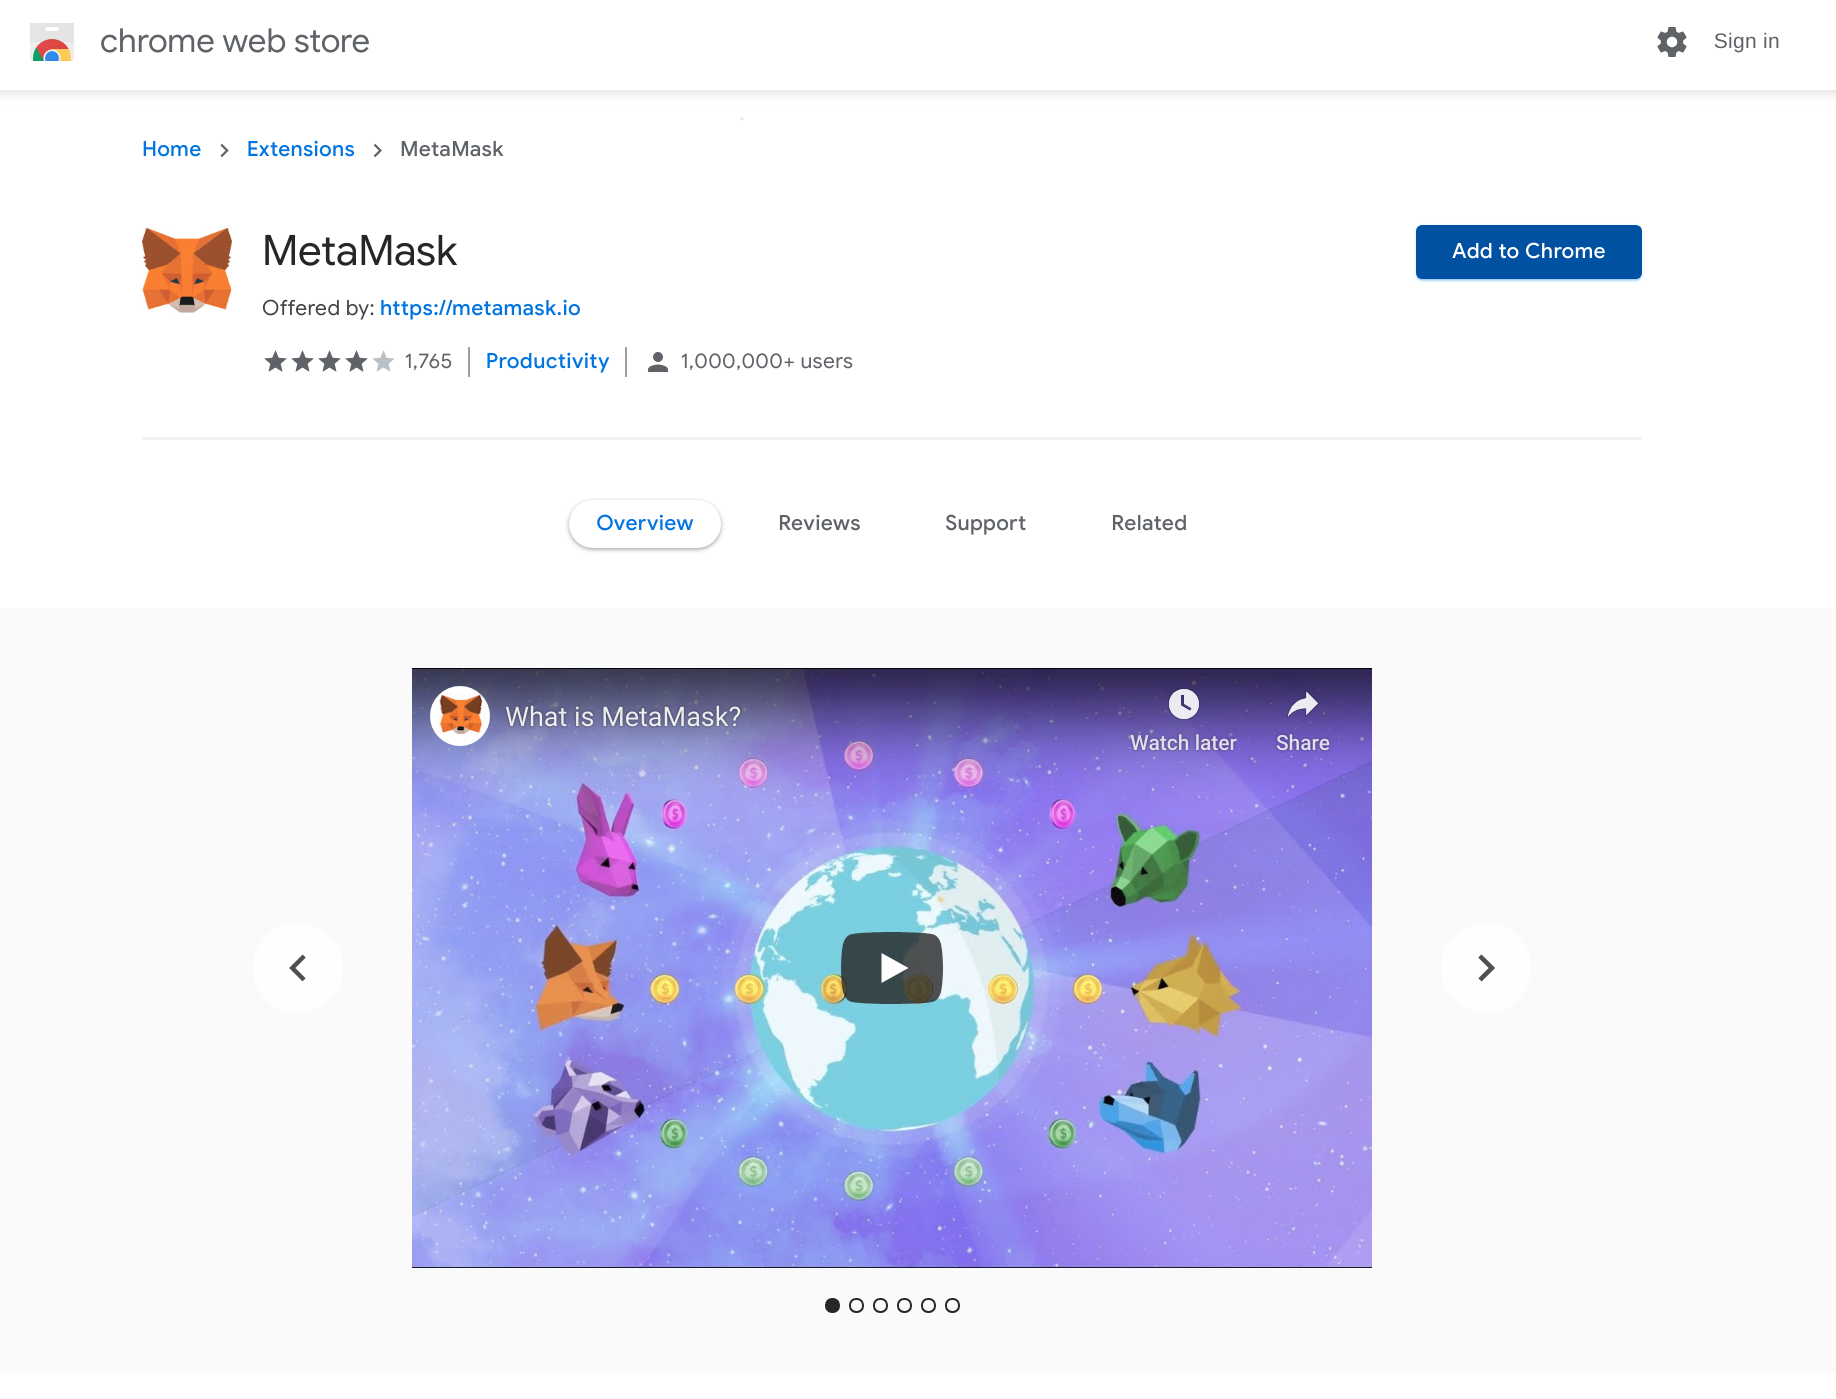 chrome web store
Sign in
Home > Extensions > MetaMask
MetaMask
Add to Chrome
Offered by: https://metamask.io
1,765 | Productivity | 1,000,000+ users
Overview
Reviews
Support
Related
What is MetaMask?
Watch later
Share